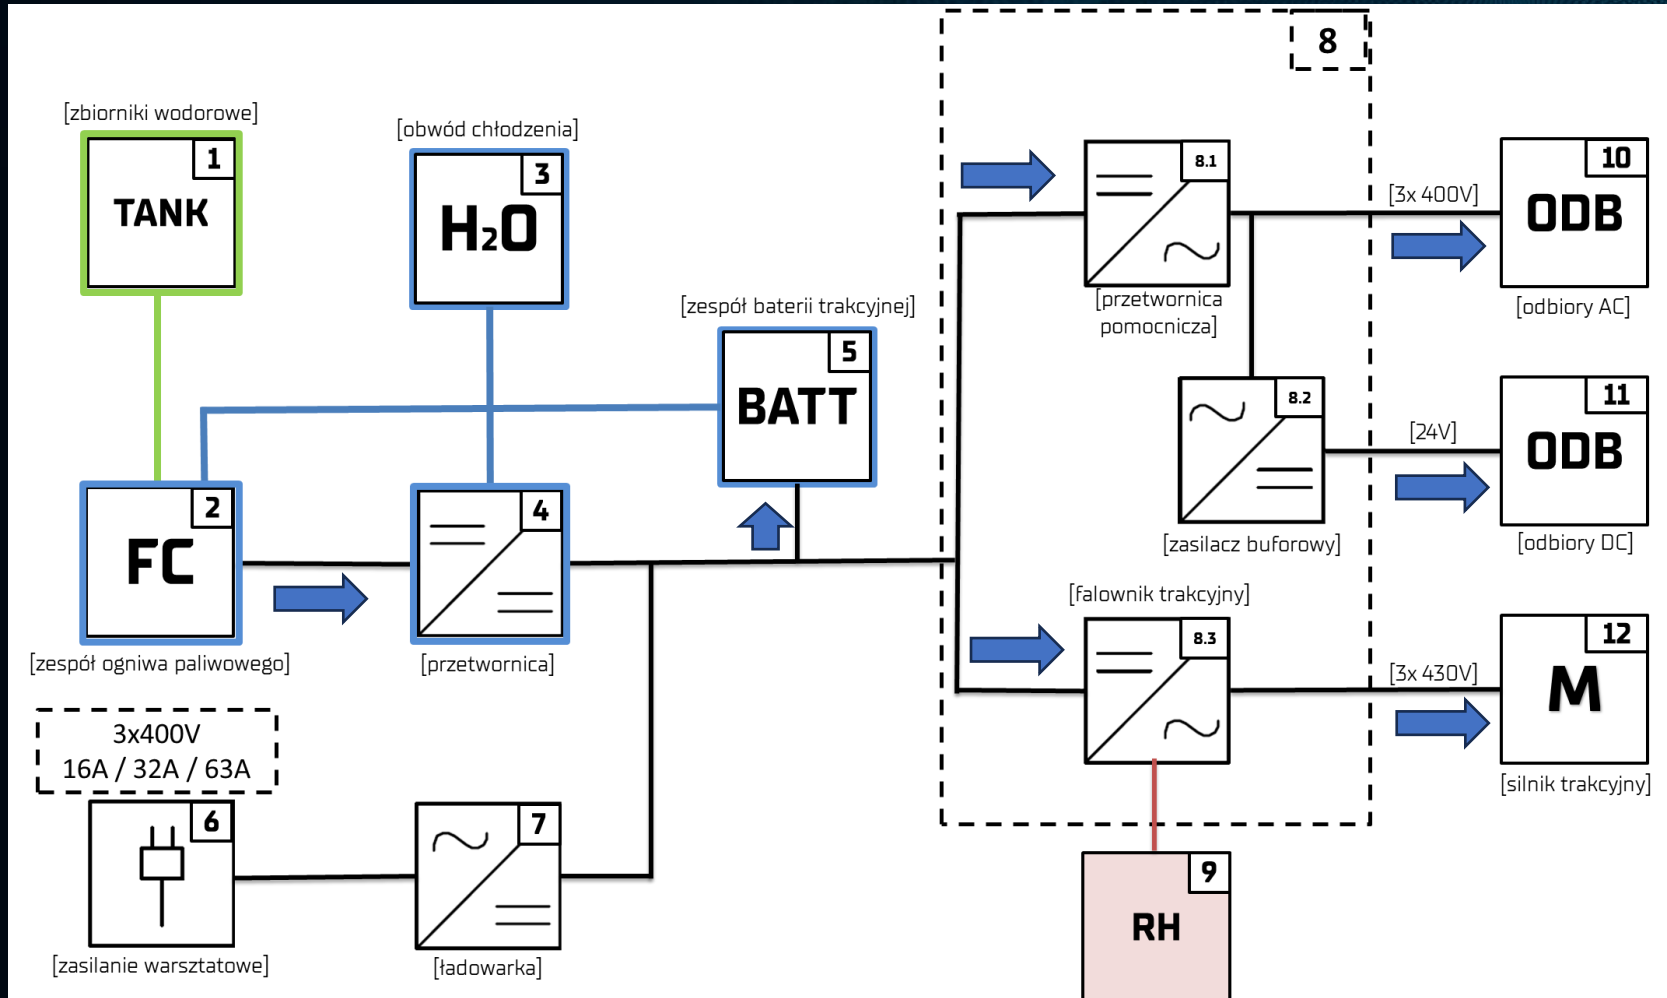 8
[zbiorniki wodorowe]
1
TANK
[obwód chłodzenia]
3
H₂O
8.1
[przetwornica
pomocnicza]
[3x 400V]
10
ODB
[odbiory AC]
[zespół baterii trakcyjnej]
5
BATT
8.2
[zasilacz buforowy]
[24V]
11
ODB
[odbiory DC]
2
FC
[zespół ogniwa paliwowego]
4
[przetwornica]
[falownik trakcyjny]
8.3
[3x 430V]
12
M
[silnik trakcyjny]
3x400V
16A / 32A / 63A
6
[zasilanie warsztatowe]
7
[ładowarka]
9
RH